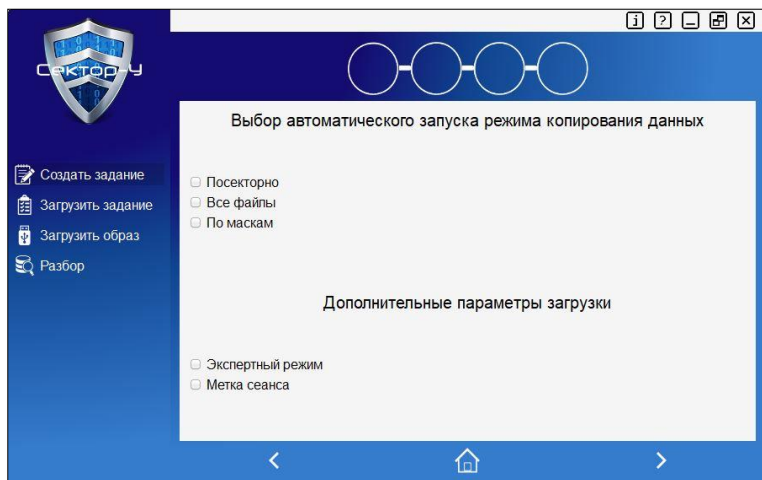 Сектор-У
Выбор автоматического запуска режима копирования данных
Создать задание
Загрузить задание
Загрузить образ
Разбор
Посекторно
Все файлы
По маскам
Дополнительные параметры загрузки
Экспертный режим
Метка сеанса